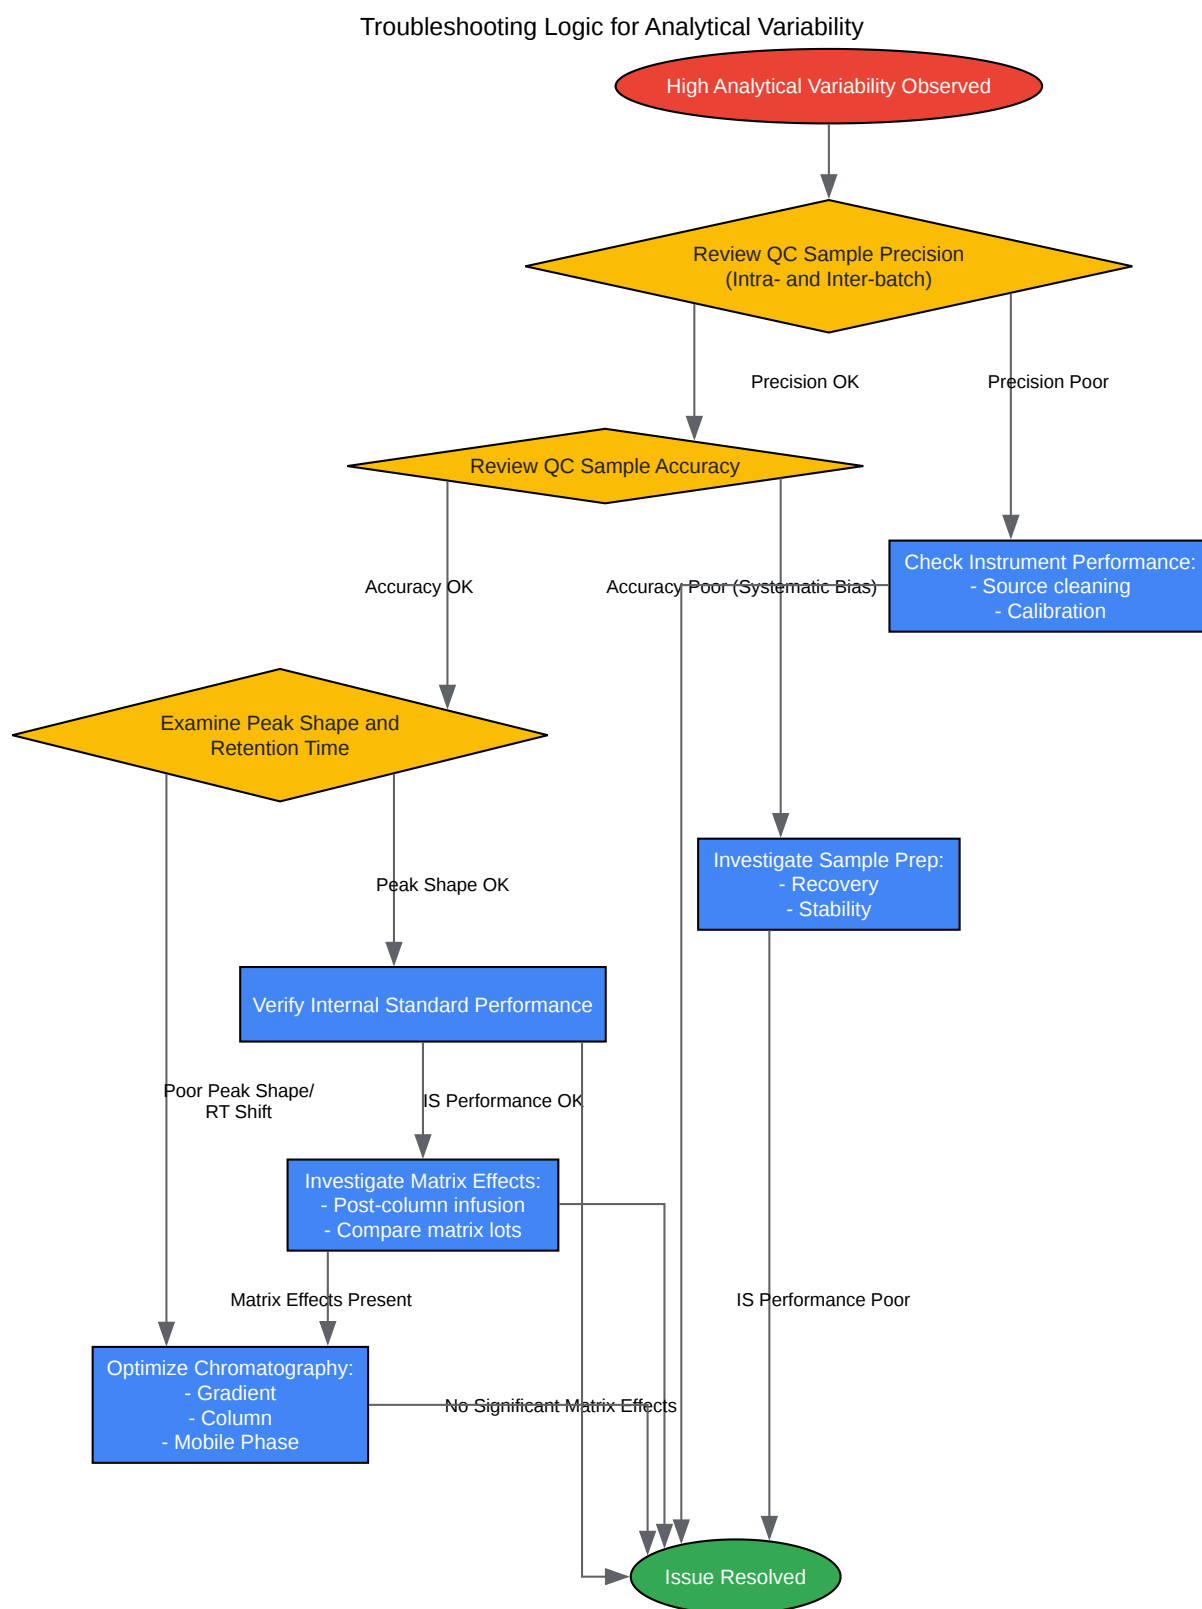 Troubleshooting Logic for Analytical Variability
High Analytical Variability Observed
Review QC Sample Precision
(Intra- and Inter-batch)
Precision OK
Precision Poor
Review QC Sample Accuracy
Accuracy OK
Accuracy Poor (Systematic Bias)
Check Instrument Performance:
- Source cleaning
- Calibration
Examine Peak Shape and
Retention Time
Peak Shape OK
Investigate Sample Prep:
- Recovery
- Stability
Verify Internal Standard Performance
Poor Peak Shape/
RT Shift
IS Performance OK
Investigate Matrix Effects:
- Post-column infusion
- Compare matrix lots
Matrix Effects Present
IS Performance Poor
Optimize Chromatography:
- Gradient
- Column
- Mobile Phase
No Significant Matrix Effects
Issue Resolved